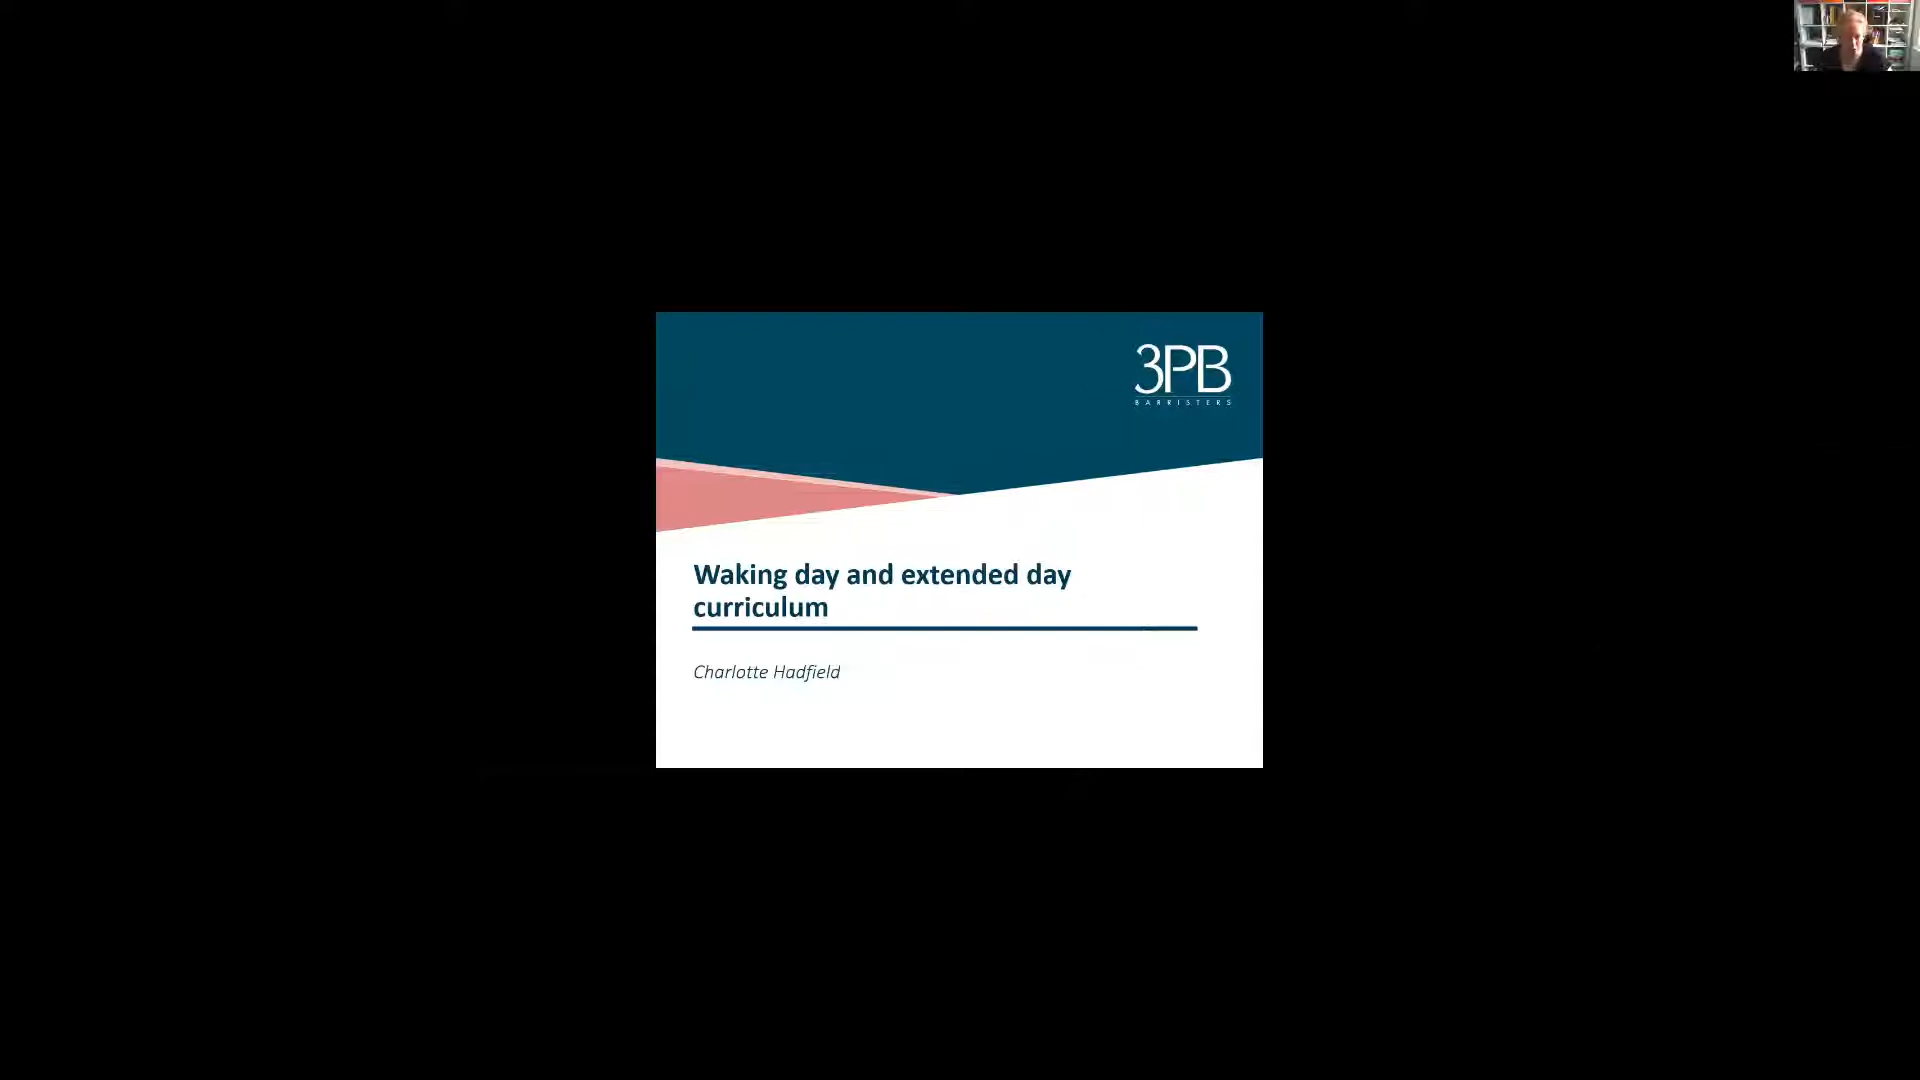 3PB
BARRISTERS
Waking day and extended day
curriculum
Charlotte Hadfield